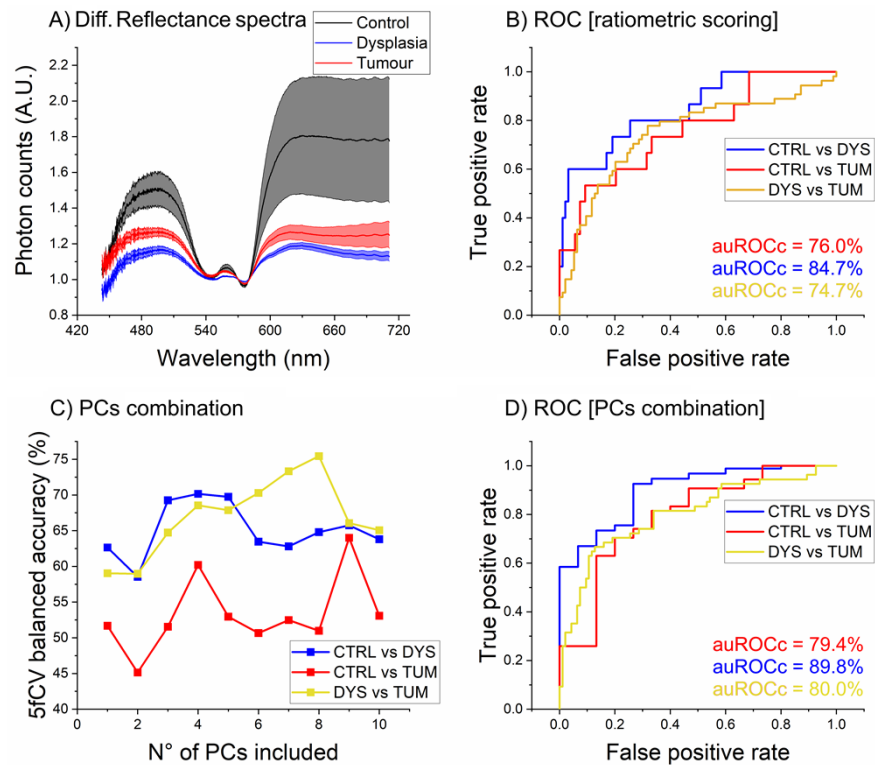 A) Diff. Reflectance spectra
Control
Dysplasia
Tumour
2.2
2.0
1.8
1.6
1.4
1.2
1.0
0.8
Photon counts (A.U.)
420 480 540 600 660 720
Wavelength (nm)
B) ROC [ratiometric scoring]
1.0
0.8
0.6
0.4
0.2
0.0
True positive rate
CTRL vs DYS
CTRL vs TUM
DYS vs TUM
auROCc = 76.0%
auROCc = 84.7%
auROCc = 74.7%
0.0 0.2 0.4 0.6 0.8 1.0
False positive rate
C) PCs combination
75
70
65
60
55
50
45
40
5fCV balanced accuracy (%)
CTRL vs DYS
CTRL vs TUM
DYS vs TUM
2 4 6 8 10
N° of PCs included
D) ROC [PCs combination]
1.0
0.8
0.6
0.4
0.2
0.0
True positive rate
CTRL vs DYS
CTRL vs TUM
DYS vs TUM
auROCc = 79.4%
auROCc = 89.8%
auROCc = 80.0%
0.0 0.2 0.4 0.6 0.8 1.0
False positive rate